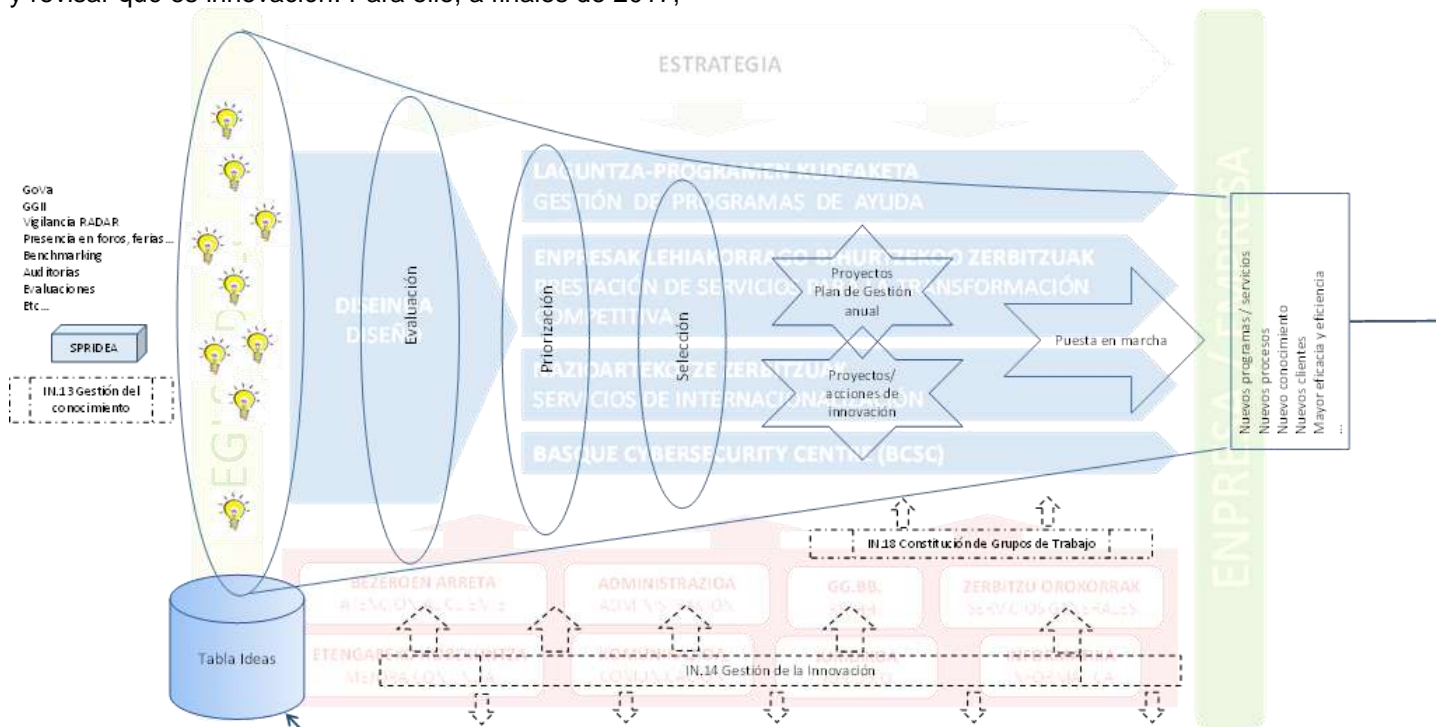 y revisar qué es innovación. Para ello, a finales de 2017,
ESTRATEGIA
LAGUNTZA-PROGRAMEN KUDEAKETA
GESTIÓN DE PROGRAMAS DE AYUDA
GoVa
GGII
Vigilancia RADAR
Presencia en foros, ferias...
Benchmarking
Auditorías
Evaluaciones
Etc...
SPRIDEA
IN.13 Gestión del
conocimiento
DISEINUA
DISEÑO
Evaluación
Priorización
Selección
ENPRESAK LEHIAKORRAGO BIHURTZEKO ZERBITZUAK
PRESTACIÓN DE SERVICIOS TRANSFORMACIÓN
COMPETITIVA
Proyectos
Plan de Gestión
anual
Puesta en marcha
Proyectos/
acciones de
innovación
ZERBITZUAK
SERVICIOS DE INTERNACIONALIZACIÓN
BASQUE CYBERSECURITY CENTRE (BCSC)
ENPRESA / EMPRESA
Nuevos programas / servicios
Nuevos procesos
Nuevo conocimiento
Nuevos clientes
Mayor eficacia y eficiencia
...
IN.18 Constitución de Grupos de Trabajo
BEZEROEN ARRETA
ATENCIÓN AL CLIENTE
ADMINISTRAZIOA
ADMINISTRACIÓN
GG.BB.
ZERBITZU OROKORRAK
SERVICIOS GENERALES
Tabla Ideas
IN.14 Gestión de la Innovación